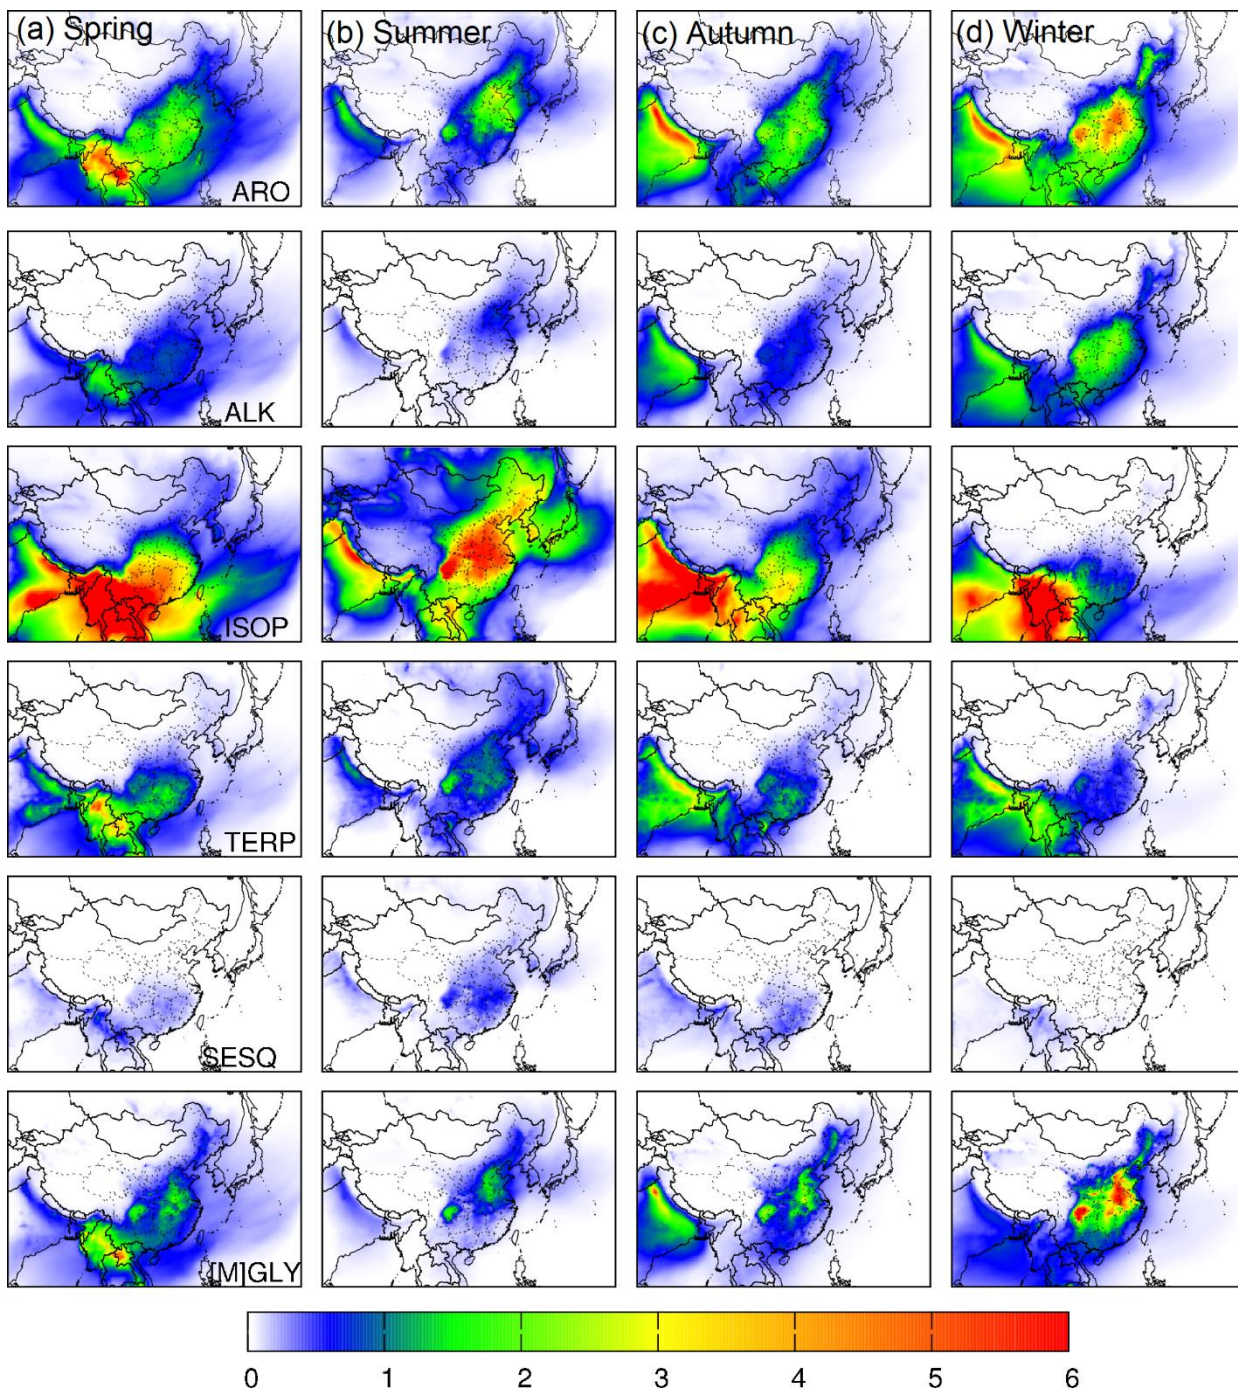 (a) Spring (b) Summer (c) Autumn (d) Winter
ARO
ALK
ISOP
TERP
SESQ
[M]GLY
0 1 2 3 4 5 6